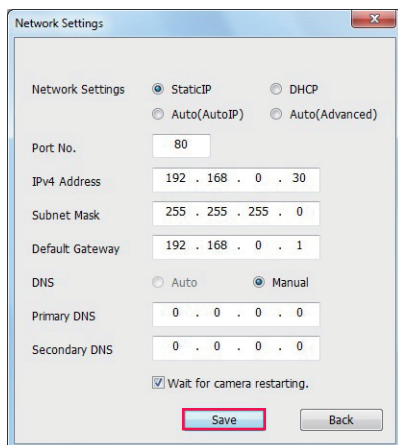 Network Settings
Network Settings StaticIP DHCP
Auto(AutoIP) Auto(Advanced)
Port No. 80
IPv4 Address 192 . 168 . 0 . 30
Subnet Mask 255 . 255 . 255 . 0
Default Gateway 192 . 168 . 0 . 1
DNS Auto Manual
Primary DNS 0 . 0 . 0 . 0
Secondary DNS 0 . 0 . 0 . 0
Wait for camera restarting.
Save Back